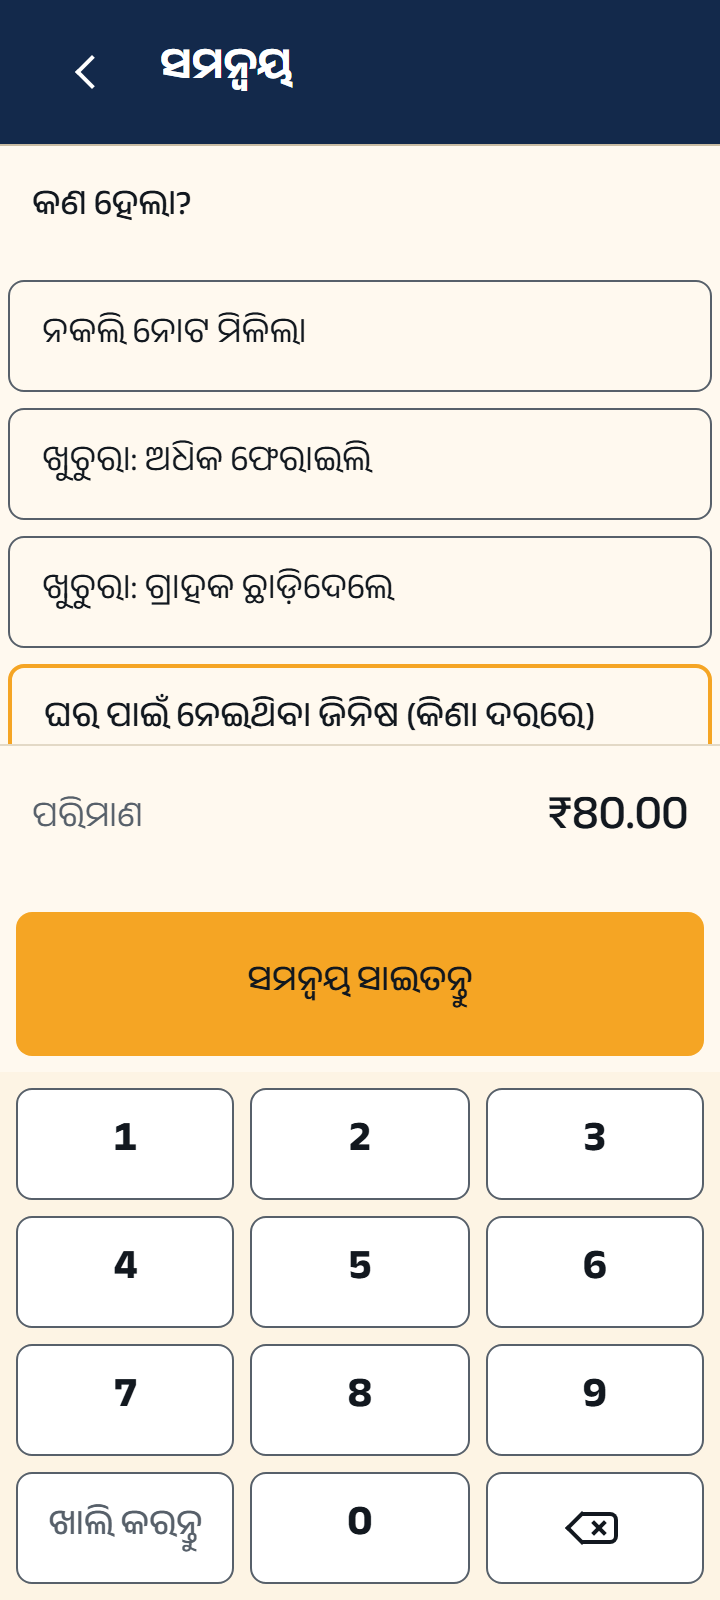 ସମନ୍ୱୟ
କଣ ହେଲା?
ନକଲି ନୋଟ ମିଳିଲା
ଖୁଚୁରା: ଅଧିକ ଫେରାଇଲି
ଖୁଚୁରା: ଗ୍ରାହକ ଛାଡ଼ିଦେଲେ
ଘର ପାଇଁ ନେଇଥିବା ଜିନିଷ (କିଣା ଦରରେ)
ପରିମାଣ ₹80.00
ସମନ୍ୱୟ ସାଇତନ୍ତୁ
1 2 3
4 5 6
7 8 9
ଖାଲି କରନ୍ତୁ 0